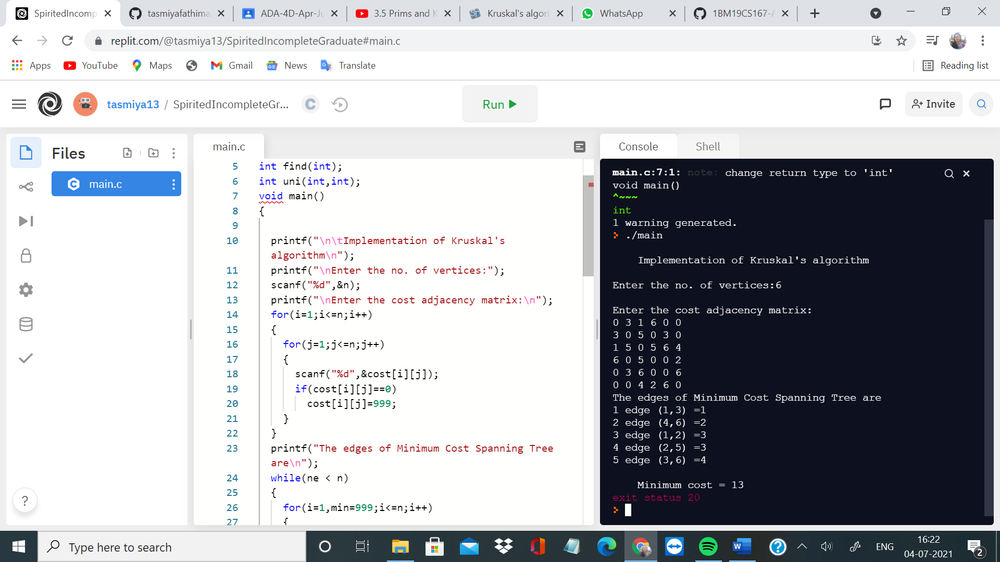 SpiritedIncomp
tasmiyafathima
ADA-4D-Apr-Ju
3.5 Prims and K
Kruskal's algori
WhatsApp
1BM19CS167-A
replit.com/@tasmiya13/SpiritedIncompleteGraduate#main.c
Apps
YouTube
Maps
Gmail
News
Translate
Reading list
tasmiya13 / SpiritedIncompleteGr...
C
Run
Invite
Files
main.c
main.c
5 int find(int);
6 int uni(int,int);
7 void main()
8 {
9
10 printf("\n\tImplementation of Kruskal's
algorithm\n");
11 printf("\nEnter the no. of vertices:");
12 scanf("%d",&n);
13 printf("\nEnter the cost adjacency matrix:\n");
14 for(i=1;i<=n;i++)
15 {
16 for(j=1;j<=n;j++)
17 {
18 scanf("%d",&cost[i][j]);
19 if(cost[i][j]==0)
20 cost[i][j]=999;
21 }
22 }
23 printf("The edges of Minimum Cost Spanning Tree
are\n");
24 while(ne < n)
25 {
26 for(i=1,min=999;i<=n;i++)
27 {
Console
Shell
main.c:7:1: note: change return type to 'int'
void main()
^~~~
int
1 warning generated.
./main
Implementation of Kruskal's algorithm
Enter the no. of vertices:6
Enter the cost adjacency matrix:
0 3 1 6 0 0
3 0 5 0 3 0
1 5 0 5 6 4
6 0 5 0 0 2
0 3 6 0 0 6
0 0 4 2 6 0
The edges of Minimum Cost Spanning Tree are
1 edge (1,3) =1
2 edge (4,6) =2
3 edge (1,2) =3
4 edge (2,5) =3
5 edge (3,6) =4
Minimum cost = 13
exit status 20
?
Type here to search
ENG
16:22
04-07-2021
2